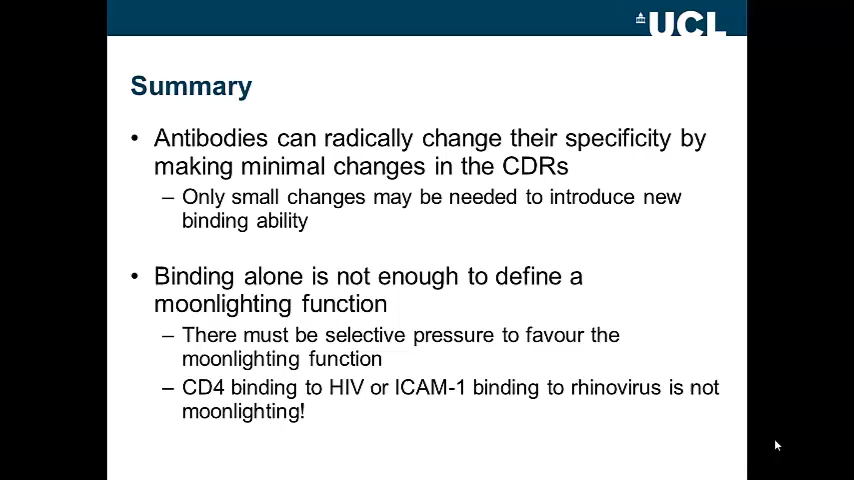 UCL
Summary
• Antibodies can radically change their specificity by
making minimal changes in the CDRs
– Only small changes may be needed to introduce new
binding ability
• Binding alone is not enough to define a
moonlighting function
– There must be selective pressure to favour the
moonlighting function
– CD4 binding to HIV or ICAM-1 binding to rhinovirus is not
moonlighting!